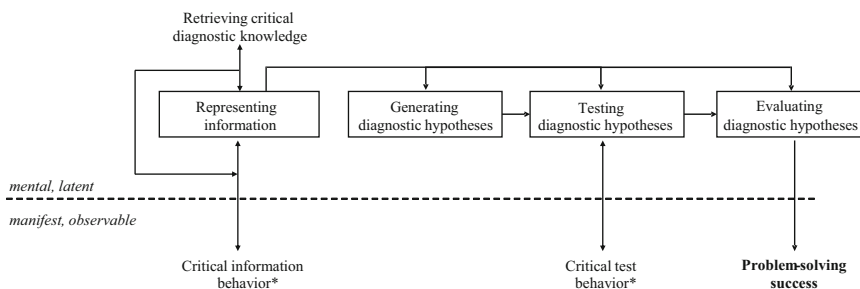 Retrieving critical
diagnostic knowledge
Representing
information
Generating
diagnostic hypotheses
Testing
diagnostic hypotheses
Evaluating
diagnostic hypotheses
mental, latent
manifest, observable
Critical information
behavior*
Critical test
behavior*
Problem-solving
success